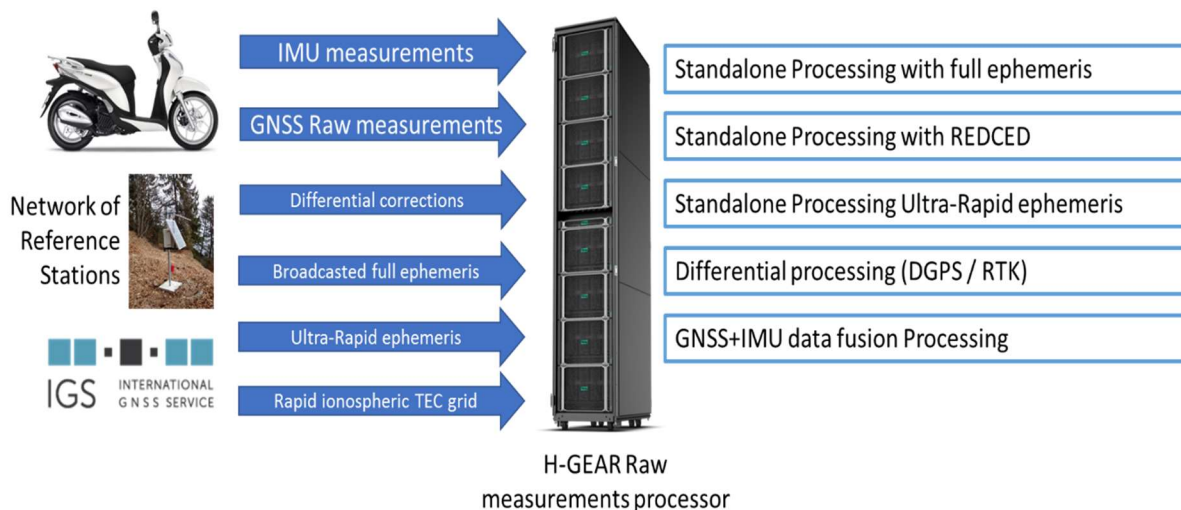 IMU measurements
GNSS Raw measurements
Differential corrections
Broadcasted full ephemeris
Ultra-Rapid ephemeris
Rapid ionospheric TEC grid
Network of
Reference
Stations
IGS
INTERNATIONAL
GNSS SERVICE
H-GEAR Raw
measurements processor
Standalone Processing with full ephemeris
Standalone Processing with REDCED
Standalone Processing Ultra-Rapid ephemeris
Differential processing (DGPS / RTK)
GNSS+IMU data fusion Processing